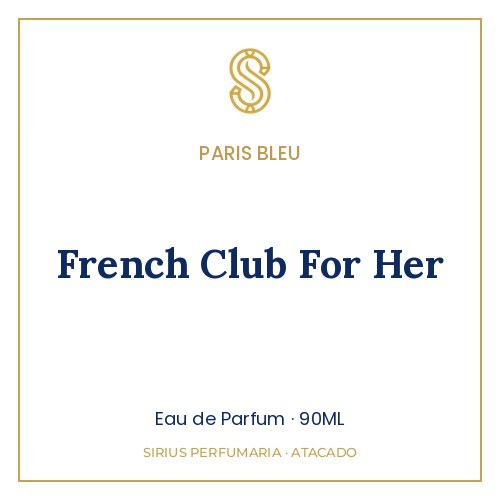 PARIS BLEU
French Club For Her
Eau de Parfum · 90ML
SIRIUS PERFUMARIA · ATACADO